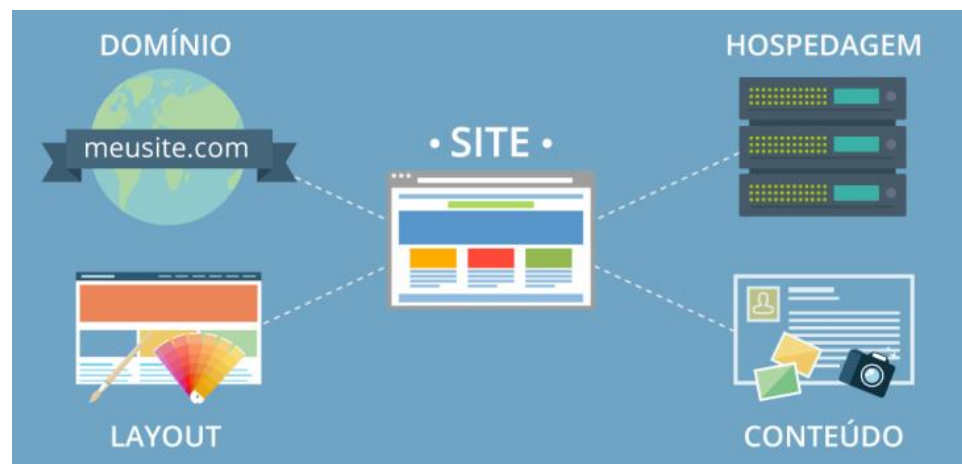 DOMÍNIO
HOSPEDAGEM
meusite.com
• SITE •
LAYOUT
CONTEÚDO